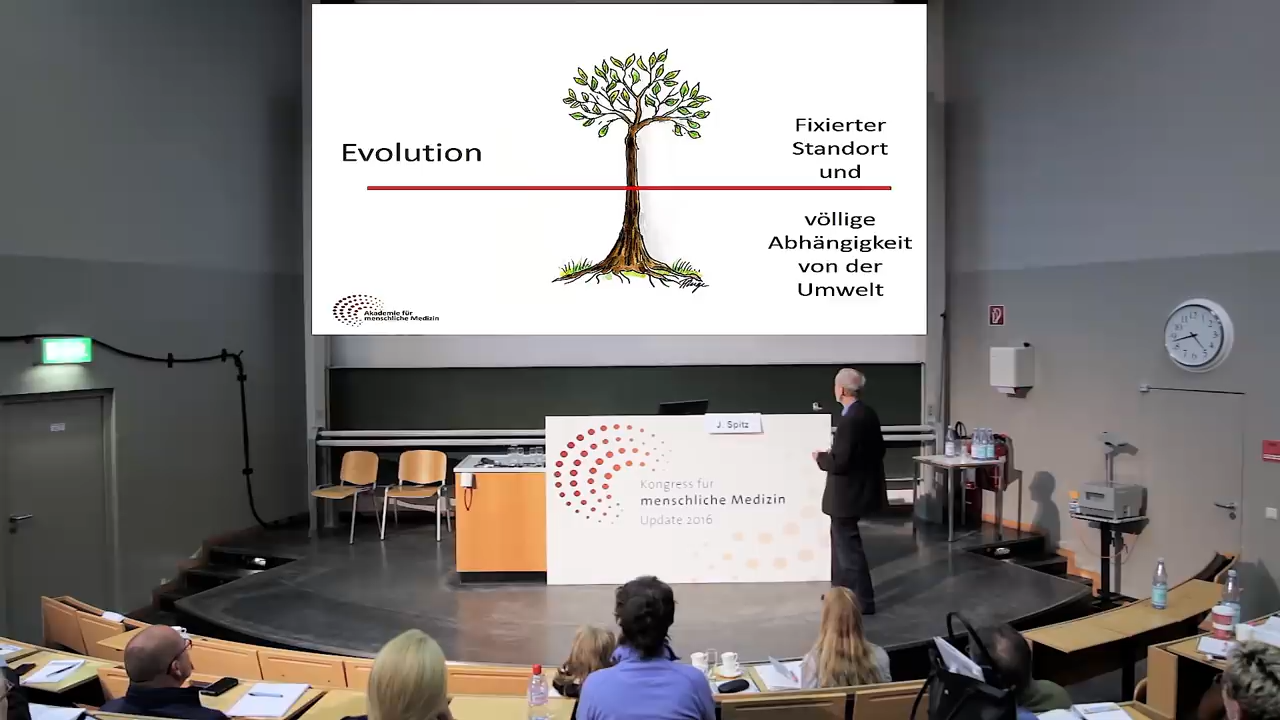 Evolution
Fixierter
Standort
und
völlige
Abhängigkeit
von der
Umwelt
Akademie für
menschliche Medizin
J. Spitz
Kongress für
menschliche Medizin
Update 2016